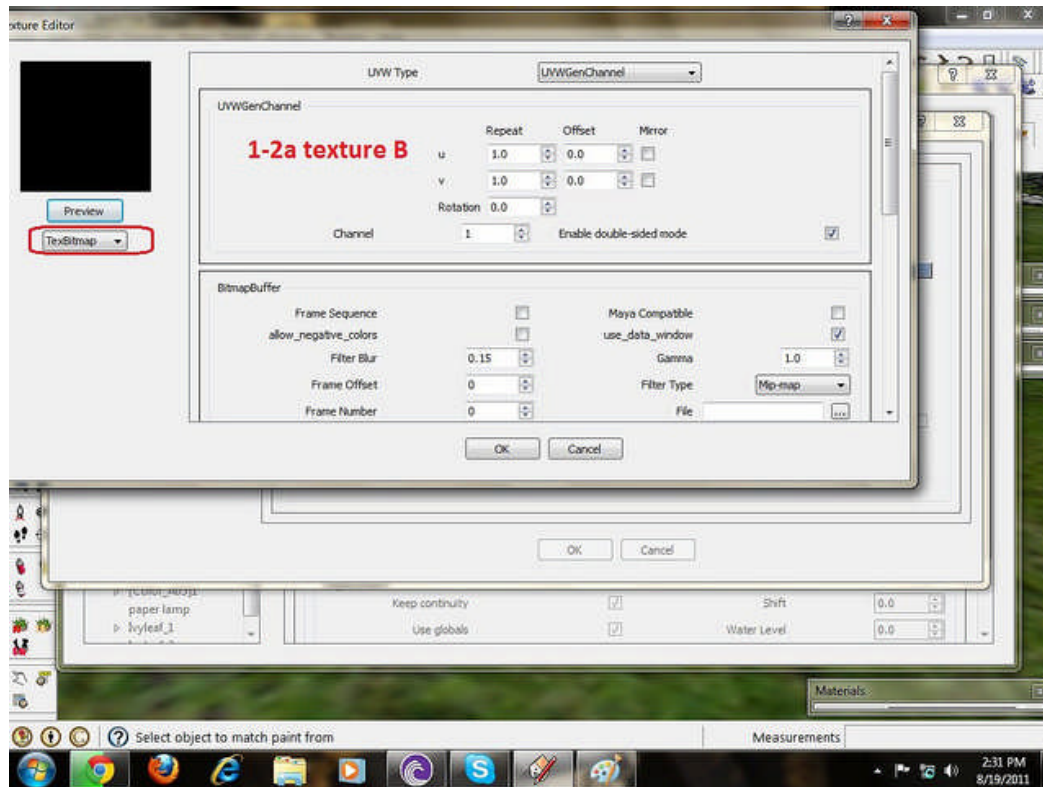 xture Editor
UVW Type UVWGenChannel
UVWGenChannel
Repeat Offset Mirror
1-2a texture B
u 1.0 0.0
v 1.0 0.0
Rotation 0.0
Preview
TexBitmap
Channel 1 Enable double-sided mode
BitmapBuffer
Frame Sequence Maya Compatible
allow_negative_colors use_data_window
Filter Blur 0.15 Gamma 1.0
Frame Offset 0 Filter Type Mip-map
Frame Number 0 File ...
OK Cancel
OK Cancel
paper lamp
Ivyleaf_1
Keep continuity Shift 0.0
Use globals Water Level 0.0
Materials
Select object to match paint from Measurements
2:31 PM
8/19/2011